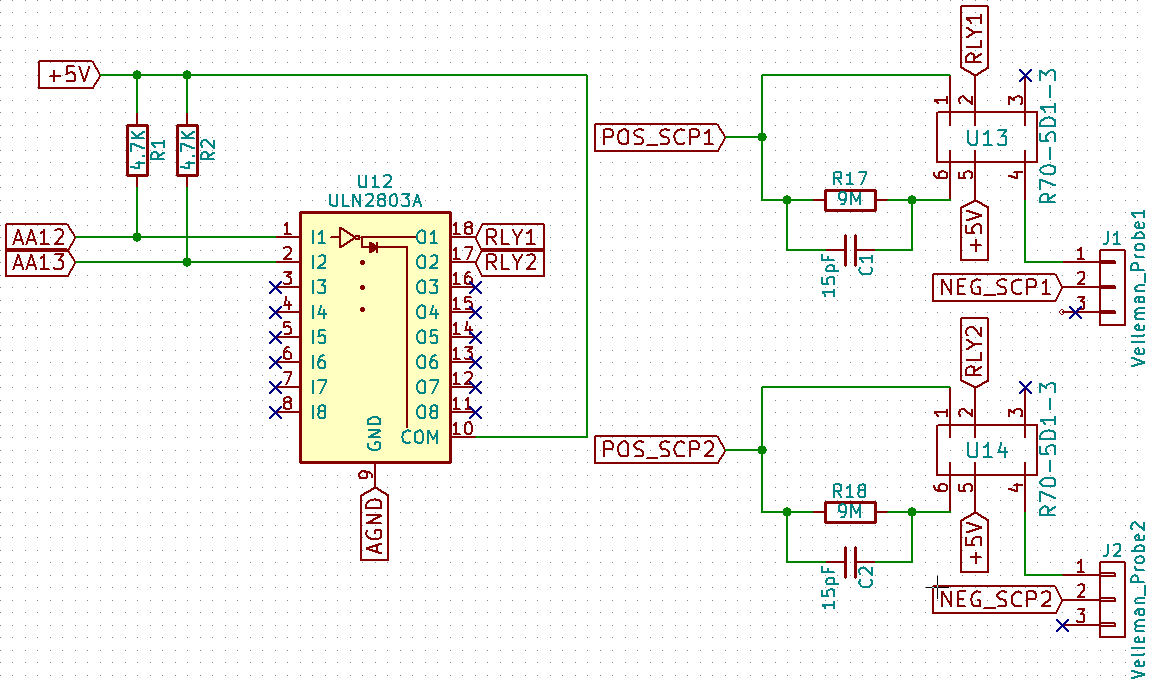 +5V
4.7K
R1
4.7K
R2
U12
ULN2803A
AA12
AA13
1
2
3
4
5
6
7
8
I1
I2
I3
I4
I5
I6
I7
I8
O1
O2
O3
O4
O5
O6
O7
O8
COM
GND
18
17
16
15
14
13
12
11
10
9
RLY1
RLY2
AGND
POS_SCP1
RLY1
1
2
3
U13
R70-5D1-3
6
5
4
+5V
R17
9M
15pF
C1
J1
1
2
3
NEG_SCP1
Velleman_Probe1
POS_SCP2
RLY2
1
2
3
U14
R70-5D1-3
6
5
4
+5V
R18
9M
15pF
C2
J2
1
2
3
NEG_SCP2
Velleman_Probe2